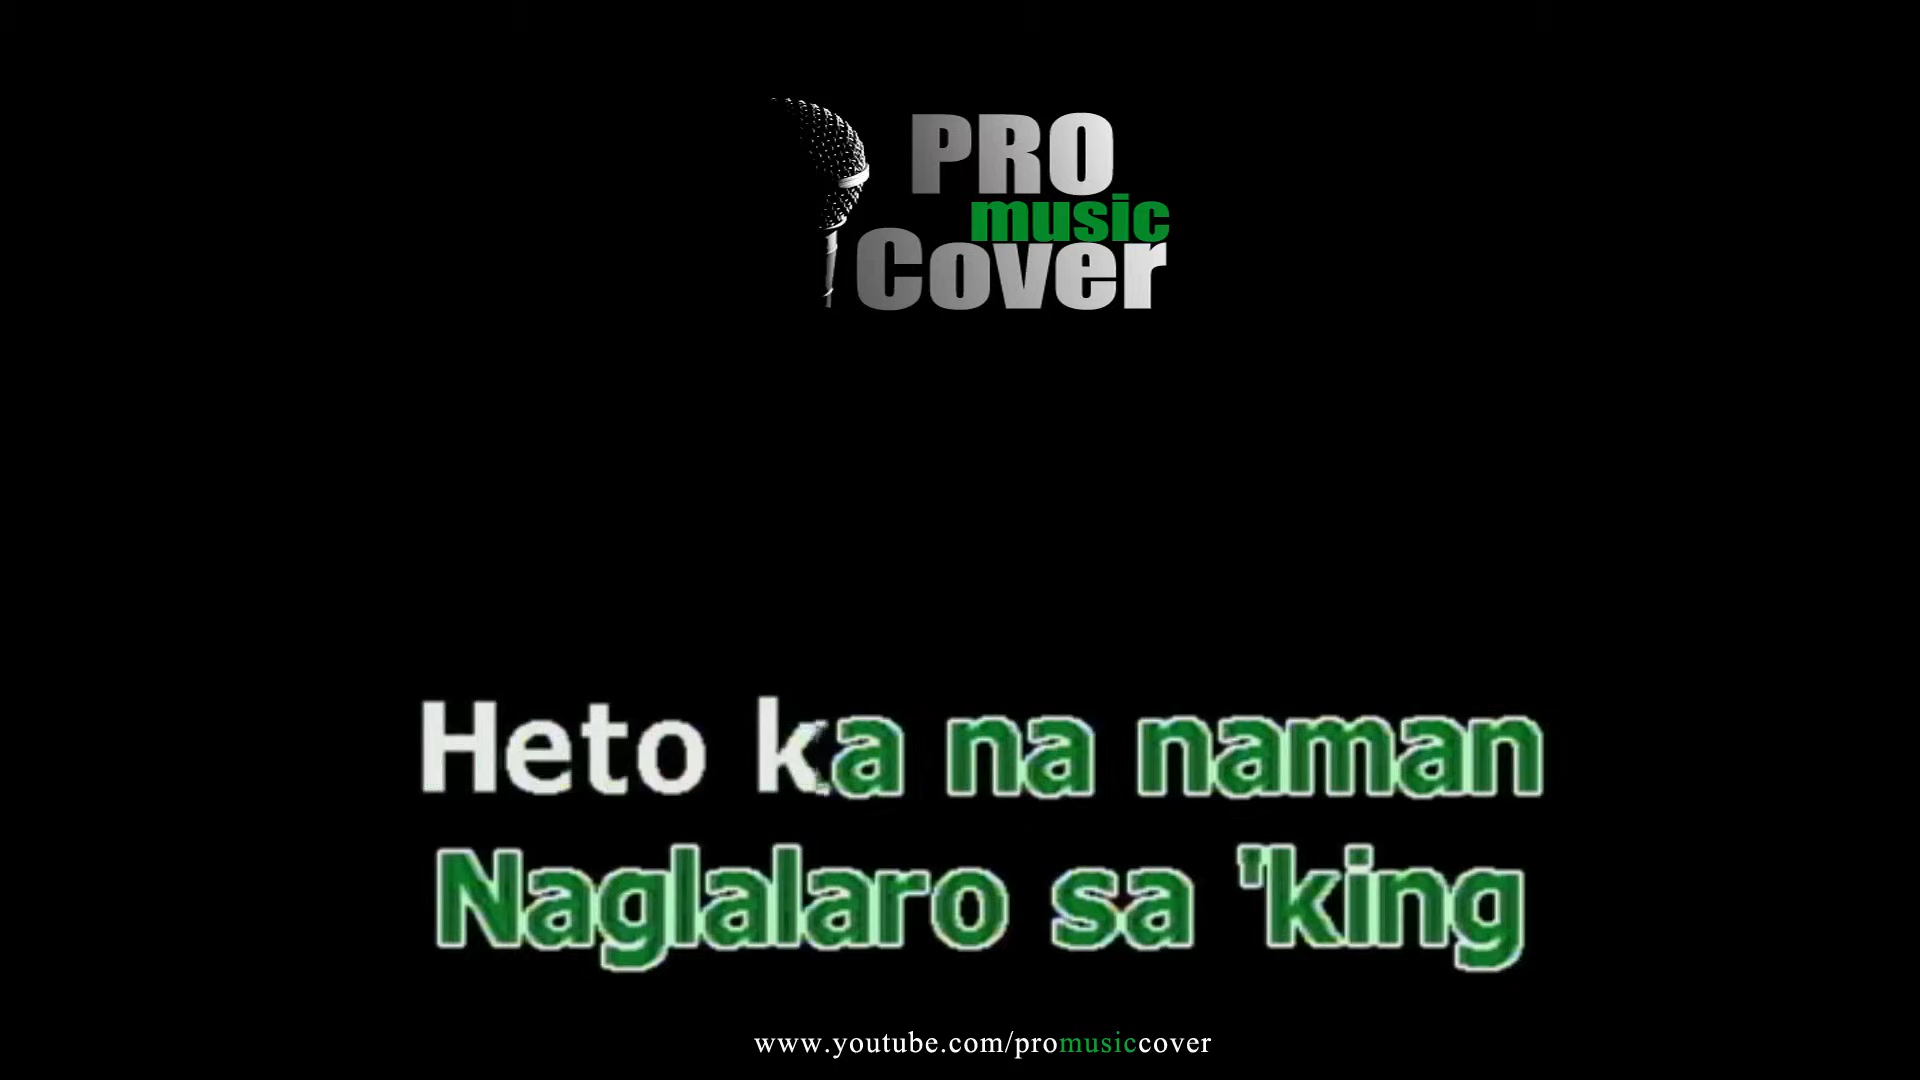 PRO
music
Cover
Heto ka na naman
Naglalaro sa 'king
www.youtube.com/promusiccover